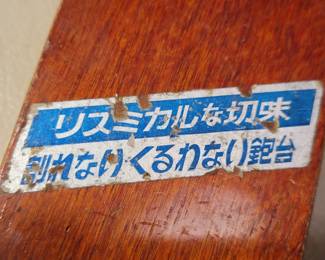 リズミカルな切味
割れない くるわない 鉋台